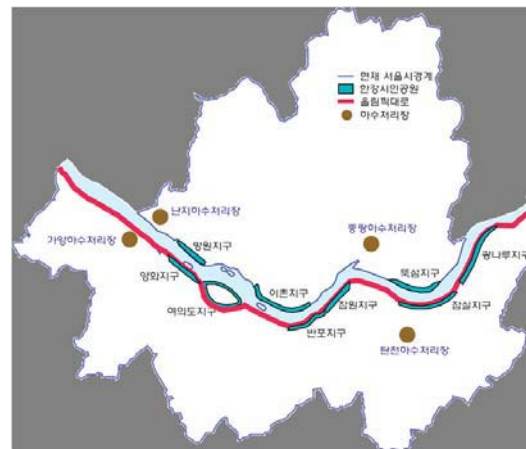 현재 서울시경계
한강시민공원
올림픽대로
하수처리장
난지하수처리장
중랑하수처리장
가양하수처리장
망원지구
광나루지구
양화지구
뚝섬지구
이촌지구
여의도지구
잠원지구
잠실지구
반포지구
탄천하수처리장